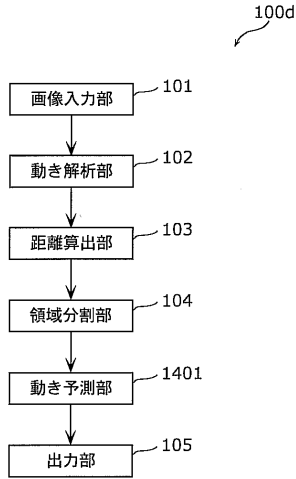 100d
画像入力部 101
動き解析部 102
距離算出部 103
領域分割部 104
動き予測部 1401
出力部 105